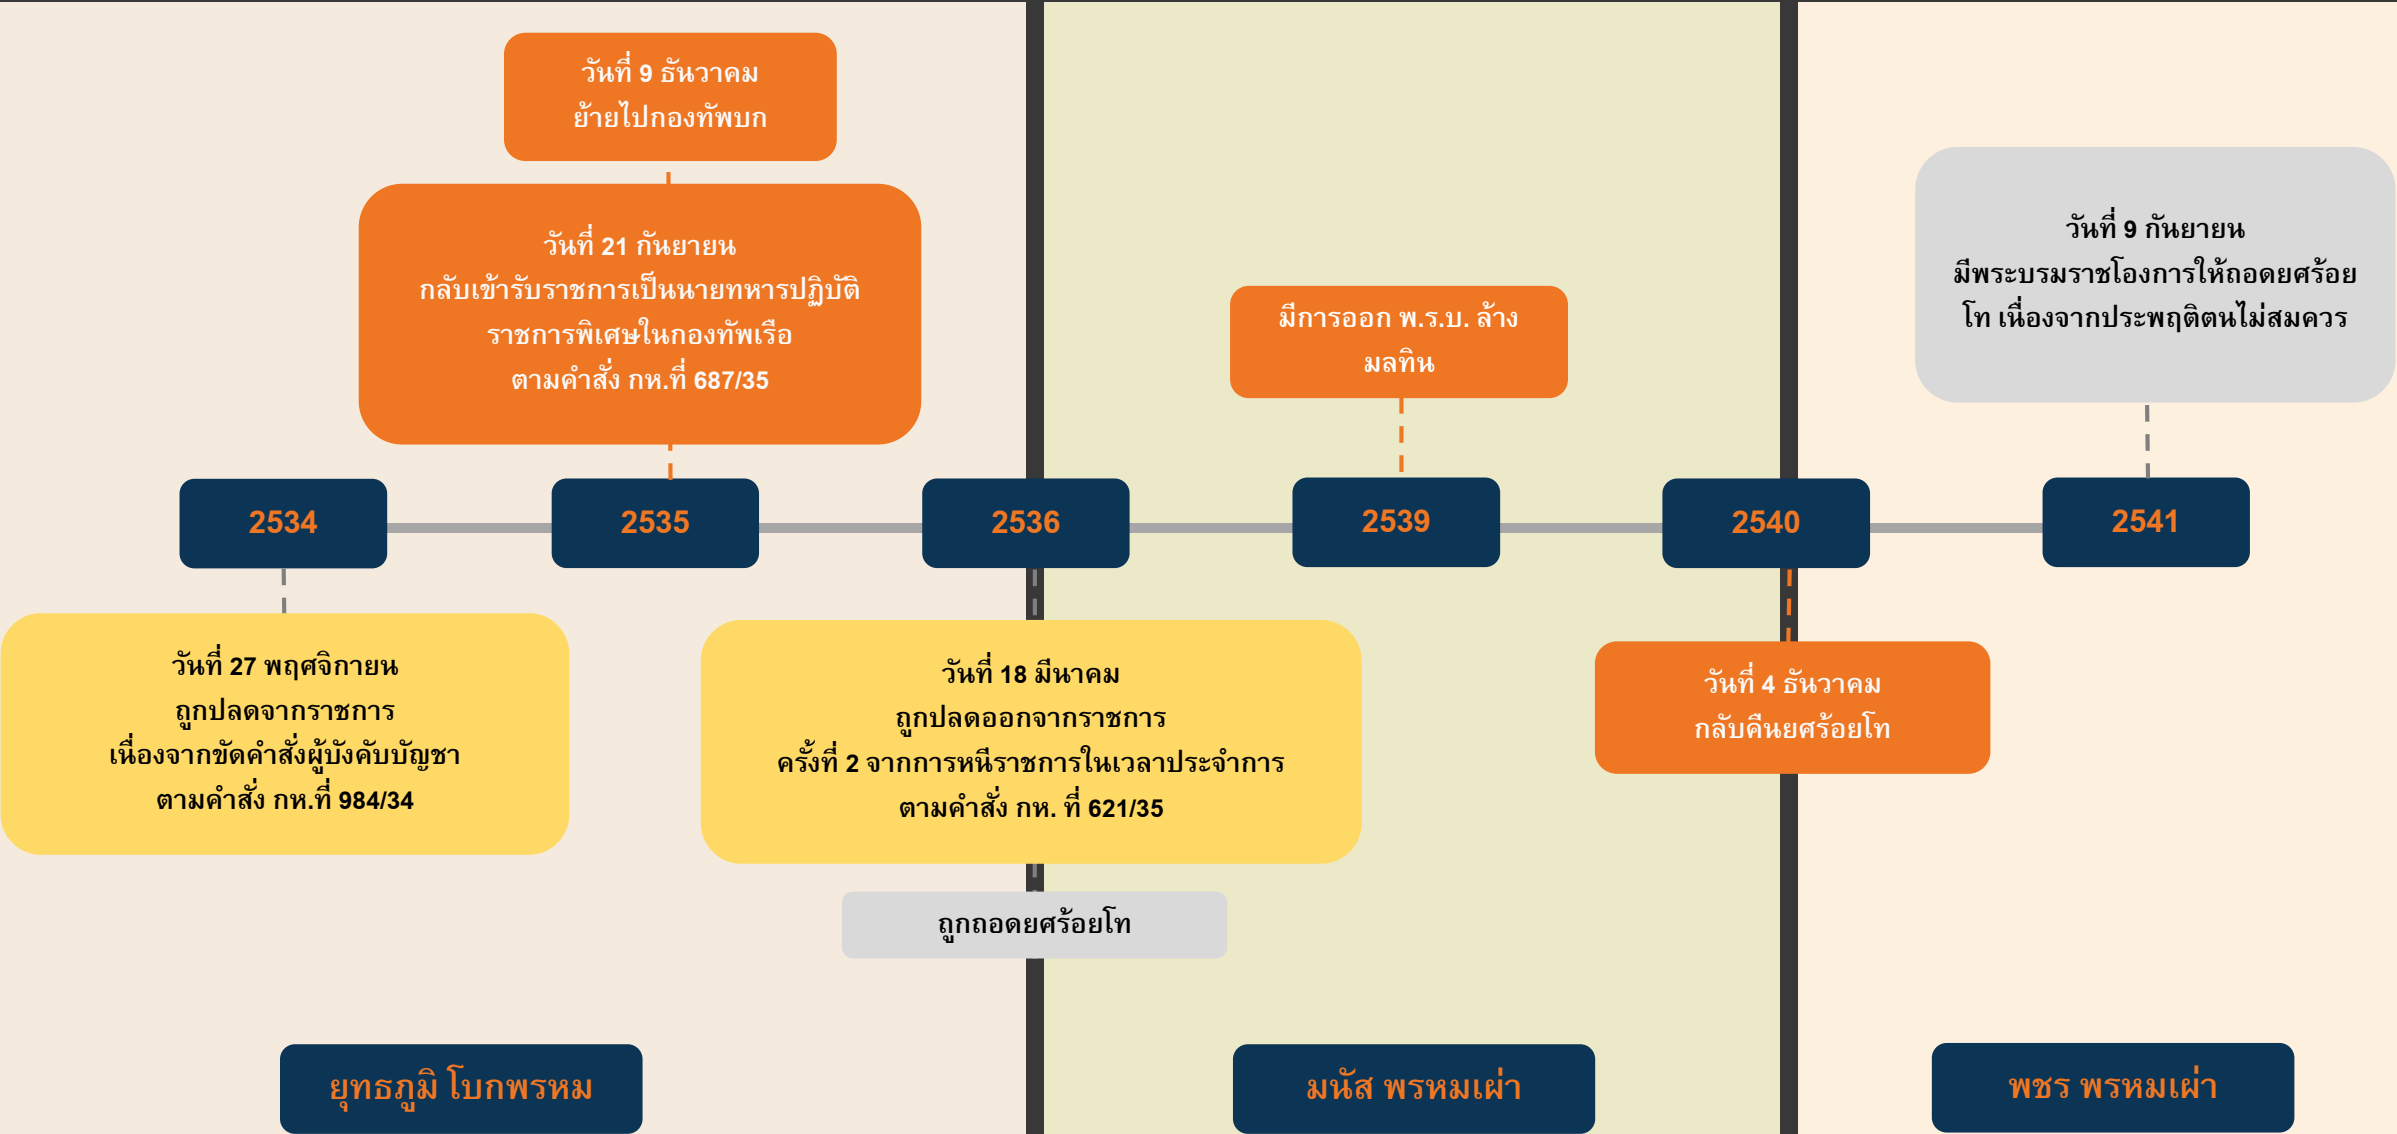 วันที่ 9 ธันวาคม
ย้ายไปกองทัพบก
วันที่ 21 กันยายน
กลับเข้ารับราชการเป็นนายทหารปฏิบัติ
ราชการพิเศษในกองทัพเรือ
ตามคำสั่ง กห.ที่ 687/35
มีการออก พ.ร.บ. ล้าง
มลทิน
วันที่ 9 กันยายน
มีพระบรมราชโองการให้ถอดยศร้อย
โท เนื่องจากประพฤติตนไม่สมควร
2534
2535
2536
2539
2540
2541
วันที่ 27 พฤศจิกายน
ถูกปลดจากราชการ
เนื่องจากขัดคำสั่งผู้บังคับบัญชา
ตามคำสั่ง กห.ที่ 984/34
วันที่ 18 มีนาคม
ถูกปลดออกจากราชการ
ครั้งที่ 2 จากการหนีราชการในเวลาประจำการ
ตามคำสั่ง กห. ที่ 621/35
วันที่ 4 ธันวาคม
กลับคืนยศร้อยโท
ถูกถอดยศร้อยโท
ยุทธภูมิ โบกพรหม
มนัส พรหมเผ่า
พชร พรหมเผ่า